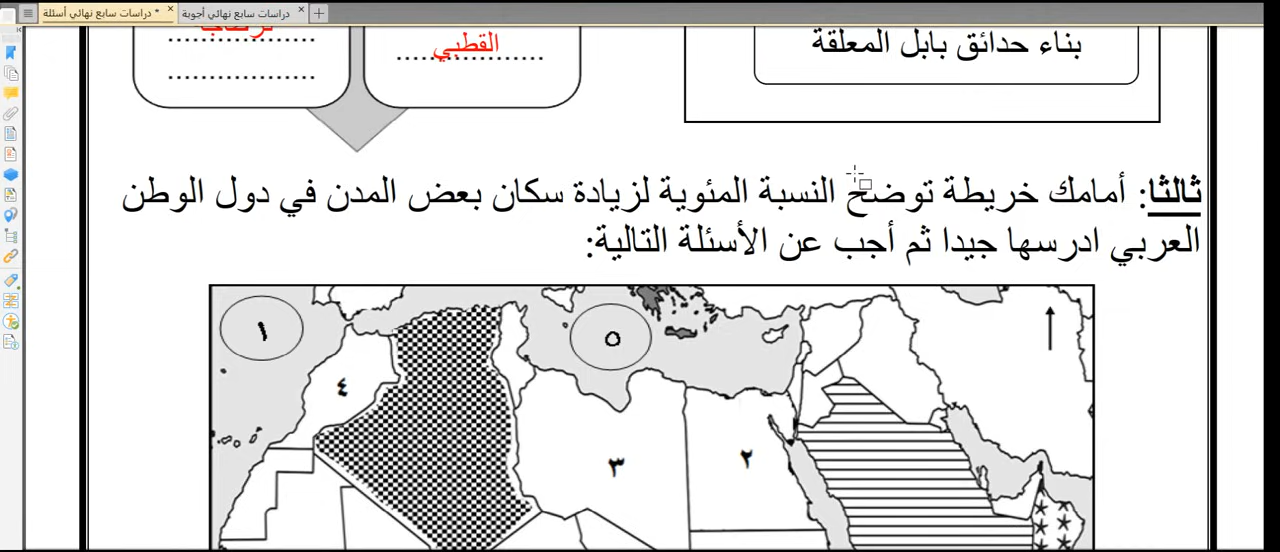 * دراسات سابع نهائي أسئلة
دراسات سابع نهائي أجوبة
بناء حدائق بابل المعلقة
القطبي
ثالثا: أمامك خريطة توضح النسبة المئوية لزيادة سكان بعض المدن في دول الوطن
العربي ادرسها جيدا ثم أجب عن الأسئلة التالية:
١
٥
٤
٣
٢